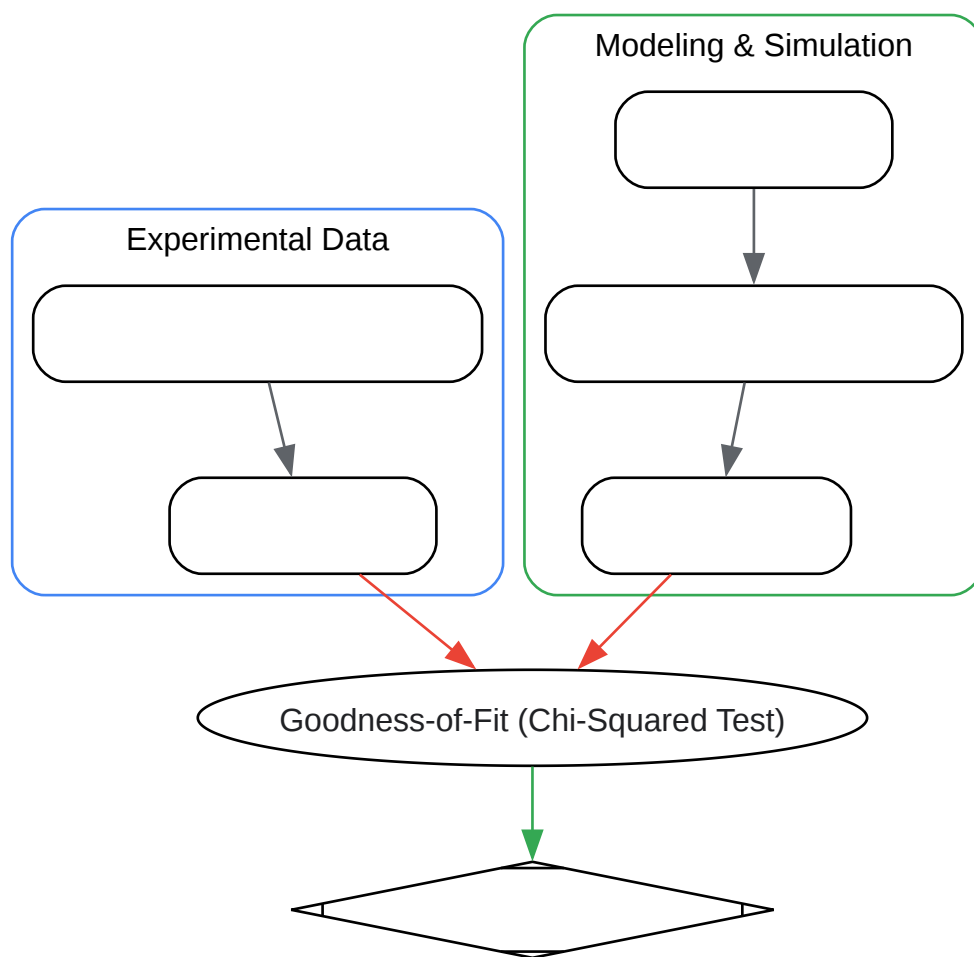 Modeling & Simulation
Experimental Data
Goodness-of-Fit (Chi-Squared Test)